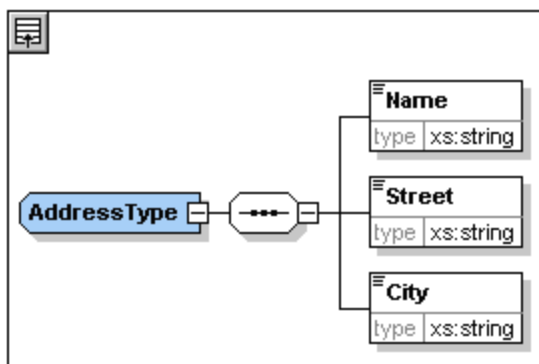 Name
type xs:string
AddressType
Street
type xs:string
City
type xs:string